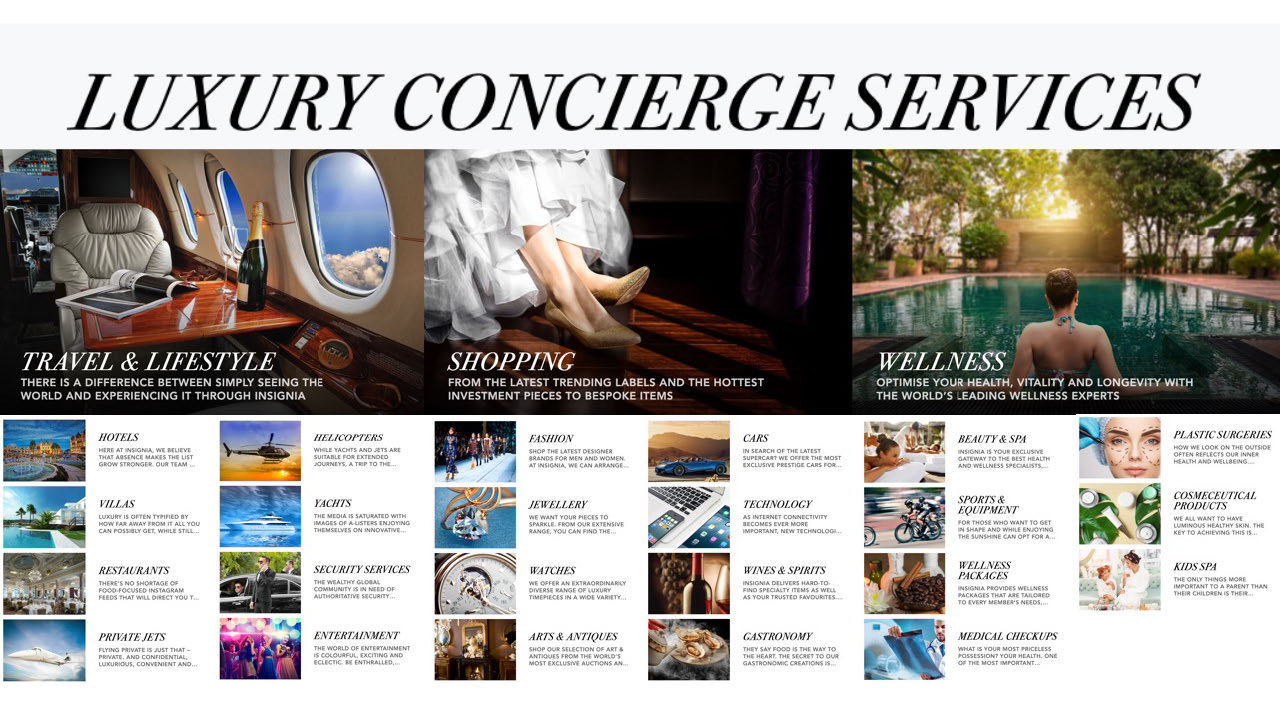 LUXURY CONCIERGE SERVICES
TRAVEL & LIFESTYLE
THERE IS A DIFFERENCE BETWEEN SIMPLY SEEING THE
WORLD AND EXPERIENCING IT THROUGH INSIGNIA
SHOPPING
FROM THE LATEST TRENDING LABELS AND THE HOTTEST
INVESTMENT PIECES TO BESPOKE ITEMS
WELLNESS
OPTIMISE YOUR HEALTH, VITALITY AND LONGEVITY WITH
THE WORLD'S LEADING WELLNESS EXPERTS
HOTELS
HERE AT INSIGNIA, WE BELIEVE
THAT ABSENCE MAKES THE LIST
GROW STRONGER. OUR TEAM ...
VILLAS
LUXURY IS OFTEN TYPIFIED BY
HOW FAR AWAY FROM IT ALL YOU
CAN POSSIBLY GET, WHILE STILL...
RESTAURANTS
THERE'S NO SHORTAGE OF
FOOD-FOCUSED INSTAGRAM
FEEDS THAT WILL DIRECT YOU T...
PRIVATE JETS
FLYING PRIVATE IS JUST THAT –
PRIVATE. AND CONFIDENTIAL,
LUXURIOUS, CONVENIENT AND...
HELICOPTERS
WHILE YACHTS AND JETS ARE
SUITABLE FOR EXTENDED
JOURNEYS, A TRIP TO THE...
YACHTS
THE MEDIA IS SATURATED WITH
IMAGES OF A-LISTERS ENJOYING
THEMSELVES ON INNOVATIVE...
SECURITY SERVICES
THE WEALTHY GLOBAL
COMMUNITY IS IN NEED OF
AUTHORITATIVE SECURITY...
ENTERTAINMENT
THE WORLD OF ENTERTAINMENT
IS COLOURFUL, EXCITING AND
ECLECTIC. BE ENTHRALLED,...
FASHION
SHOP THE LATEST DESIGNER
BRANDS FOR MEN AND WOMEN.
AT INSIGNIA, WE CAN ARRANGE...
JEWELLERY
WE WANT YOUR PIECES TO
SPARKLE. FROM OUR EXTENSIVE
RANGE, YOU CAN FIND THE...
WATCHES
WE OFFER AN EXTRAORDINARILY
DIVERSE RANGE OF LUXURY
TIMEPIECES IN A WIDE VARIETY...
ARTS & ANTIQUES
SHOP OUR SELECTION OF ART &
ANTIQUES FROM THE WORLD'S
MOST EXCLUSIVE AUCTIONS AN...
CARS
IN SEARCH OF THE LATEST
SUPERCAR? WE OFFER THE MOST
EXCLUSIVE PRESTIGE CARS FOR...
TECHNOLOGY
AS INTERNET CONNECTIVITY
BECOMES EVER MORE
IMPORTANT, NEW TECHNOLOGI...
WINES & SPIRITS
INSIGNIA DELIVERS HARD-TO-
FIND SPECIALTY ITEMS AS WELL
AS YOUR TRUSTED FAVOURITES....
GASTRONOMY
THEY SAY FOOD IS THE WAY TO
THE HEART. THE SECRET TO OUR
GASTRONOMIC CREATIONS IS...
BEAUTY & SPA
INSIGNIA IS YOUR EXCLUSIVE
GATEWAY TO THE BEST HEALTH
AND WELLNESS SPECIALISTS,...
SPORTS &
EQUIPMENT
FOR THOSE WHO WANT TO GET
IN SHAPE AND WHILE ENJOYING
THE SUNSHINE CAN OPT FOR A...
WELLNESS
PACKAGES
INSIGNIA PROVIDES WELLNESS
PACKAGES THAT ARE TAILORED
TO EVERY MEMBER'S NEEDS,...
MEDICAL CHECKUPS
WHAT IS YOUR MOST PRICELESS
POSSESSION? YOUR HEALTH. ONE
OF THE MOST IMPORTANT...
PLASTIC SURGERIES
HOW WE LOOK ON THE OUTSIDE
OFTEN REFLECTS OUR INNER
HEALTH AND WELLBEING....
COSMECEUTICAL
PRODUCTS
WE ALL WANT TO HAVE
LUMINOUS HEALTHY SKIN. THE
KEY TO ACHIEVING THIS IS...
KIDS SPA
THE ONLY THINGS MORE
IMPORTANT TO A PARENT THAN
THEIR CHILDREN IS THEIR...